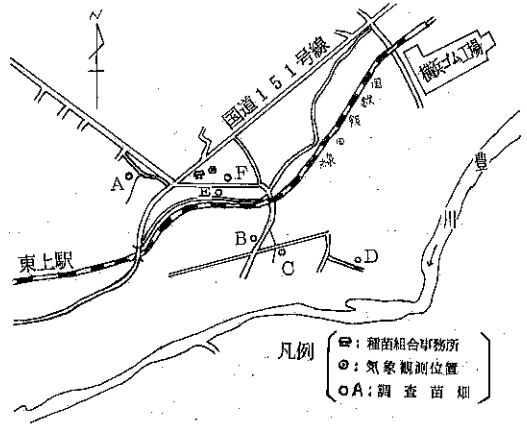 N
国道151号線
横浜ゴム工場
国鉄飯田線
豊川
A
F
E
東上駅
B
C
D
凡例
: 種苗組合事務所
: 気象観測位置
A: 調査苗畑